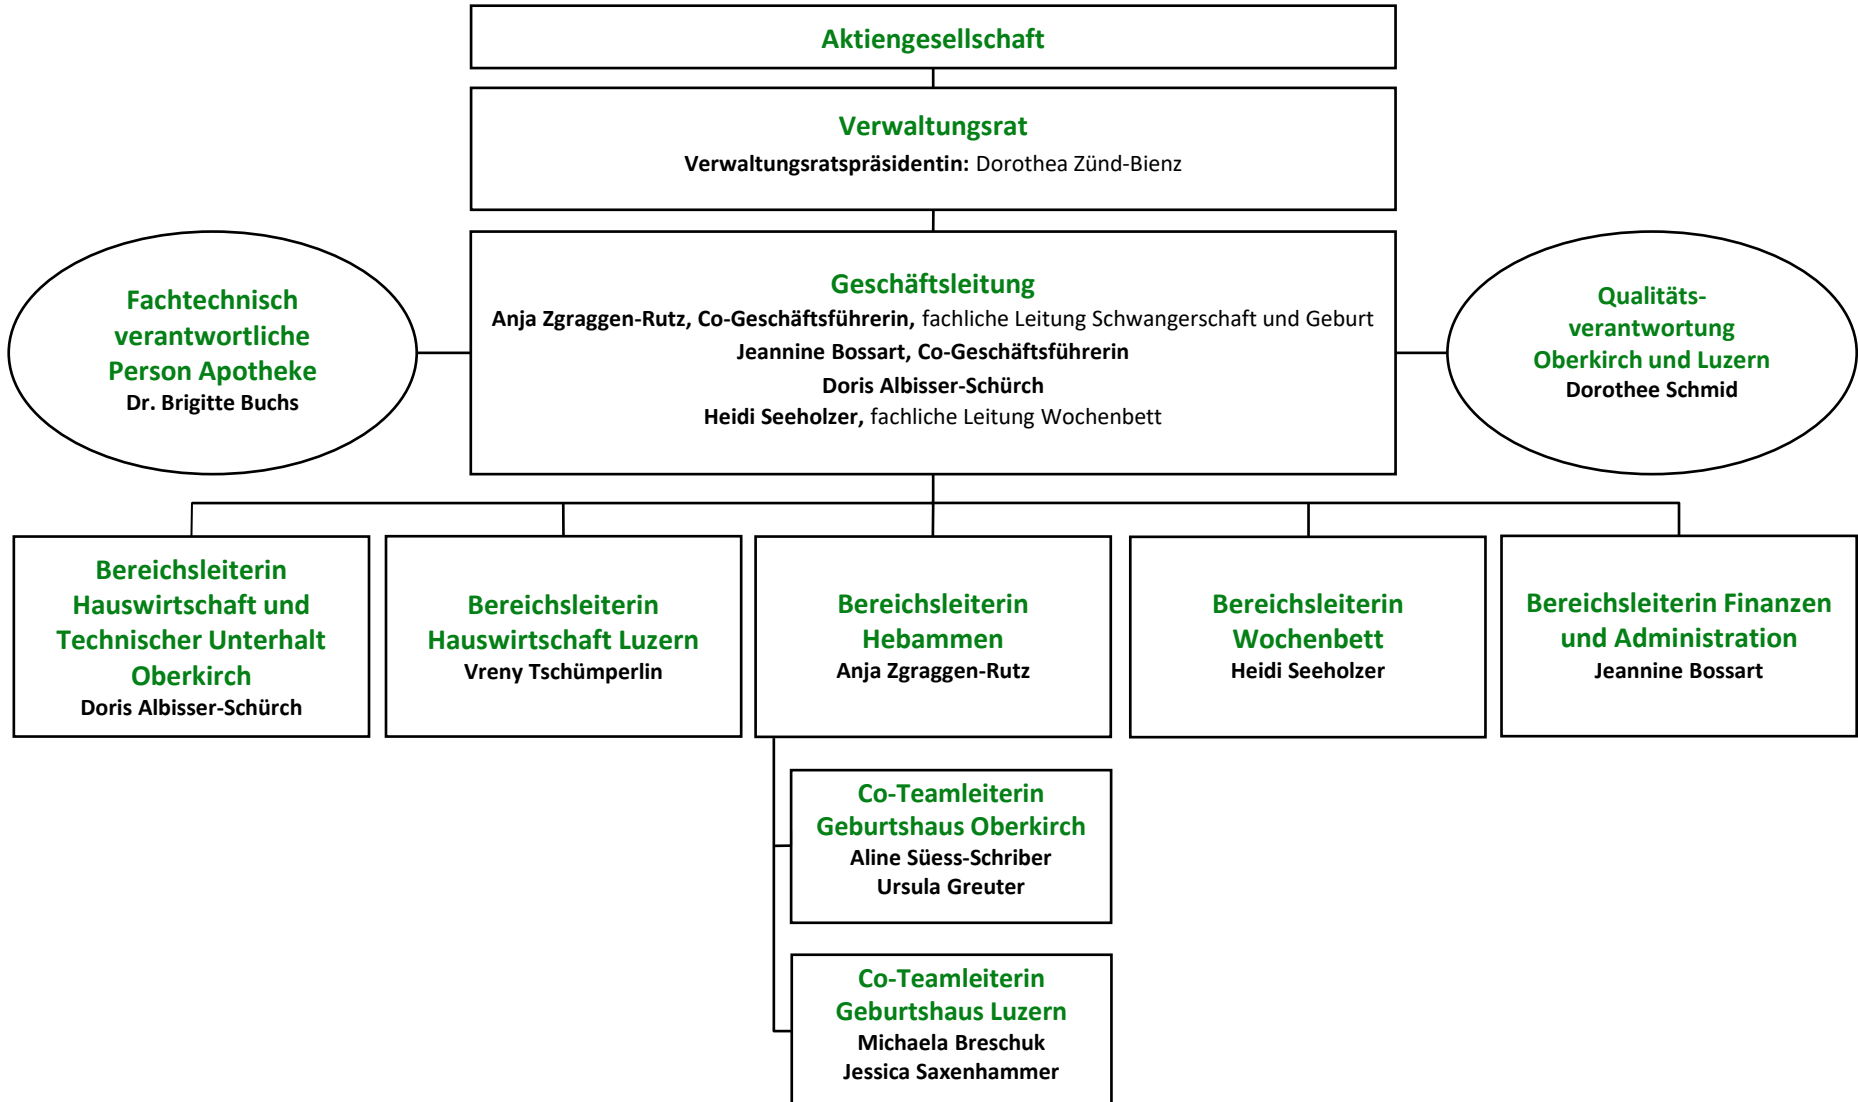 Aktiengesellschaft
Verwaltungsrat
Verwaltungsratspräsidentin: Dorothea Zünd-Bienz
Fachtechnisch
verantwortliche
Person Apotheke
Dr. Brigitte Buchs
Geschäftsleitung
Anja Zgraggen-Rutz, Co-Geschäftsführerin, fachliche Leitung Schwangerschaft und Geburt
Jeannine Bossart, Co-Geschäftsführerin
Doris Albisser-Schürch
Heidi Seeholzer, fachliche Leitung Wochenbett
Qualitäts-
verantwortung
Oberkirch und Luzern
Dorothee Schmid
Bereichsleiterin
Hauswirtschaft und
Technischer Unterhalt
Oberkirch
Doris Albisser-Schürch
Bereichsleiterin
Hauswirtschaft Luzern
Vreny Tschümperlin
Bereichsleiterin
Hebammen
Anja Zgraggen-Rutz
Bereichsleiterin
Wochenbett
Heidi Seeholzer
Bereichsleiterin Finanzen
und Administration
Jeannine Bossart
Co-Teamleiterin
Geburtshaus Oberkirch
Aline Süess-Schriber
Ursula Greuter
Co-Teamleiterin
Geburtshaus Luzern
Michaela Breschuk
Jessica Saxenhammer